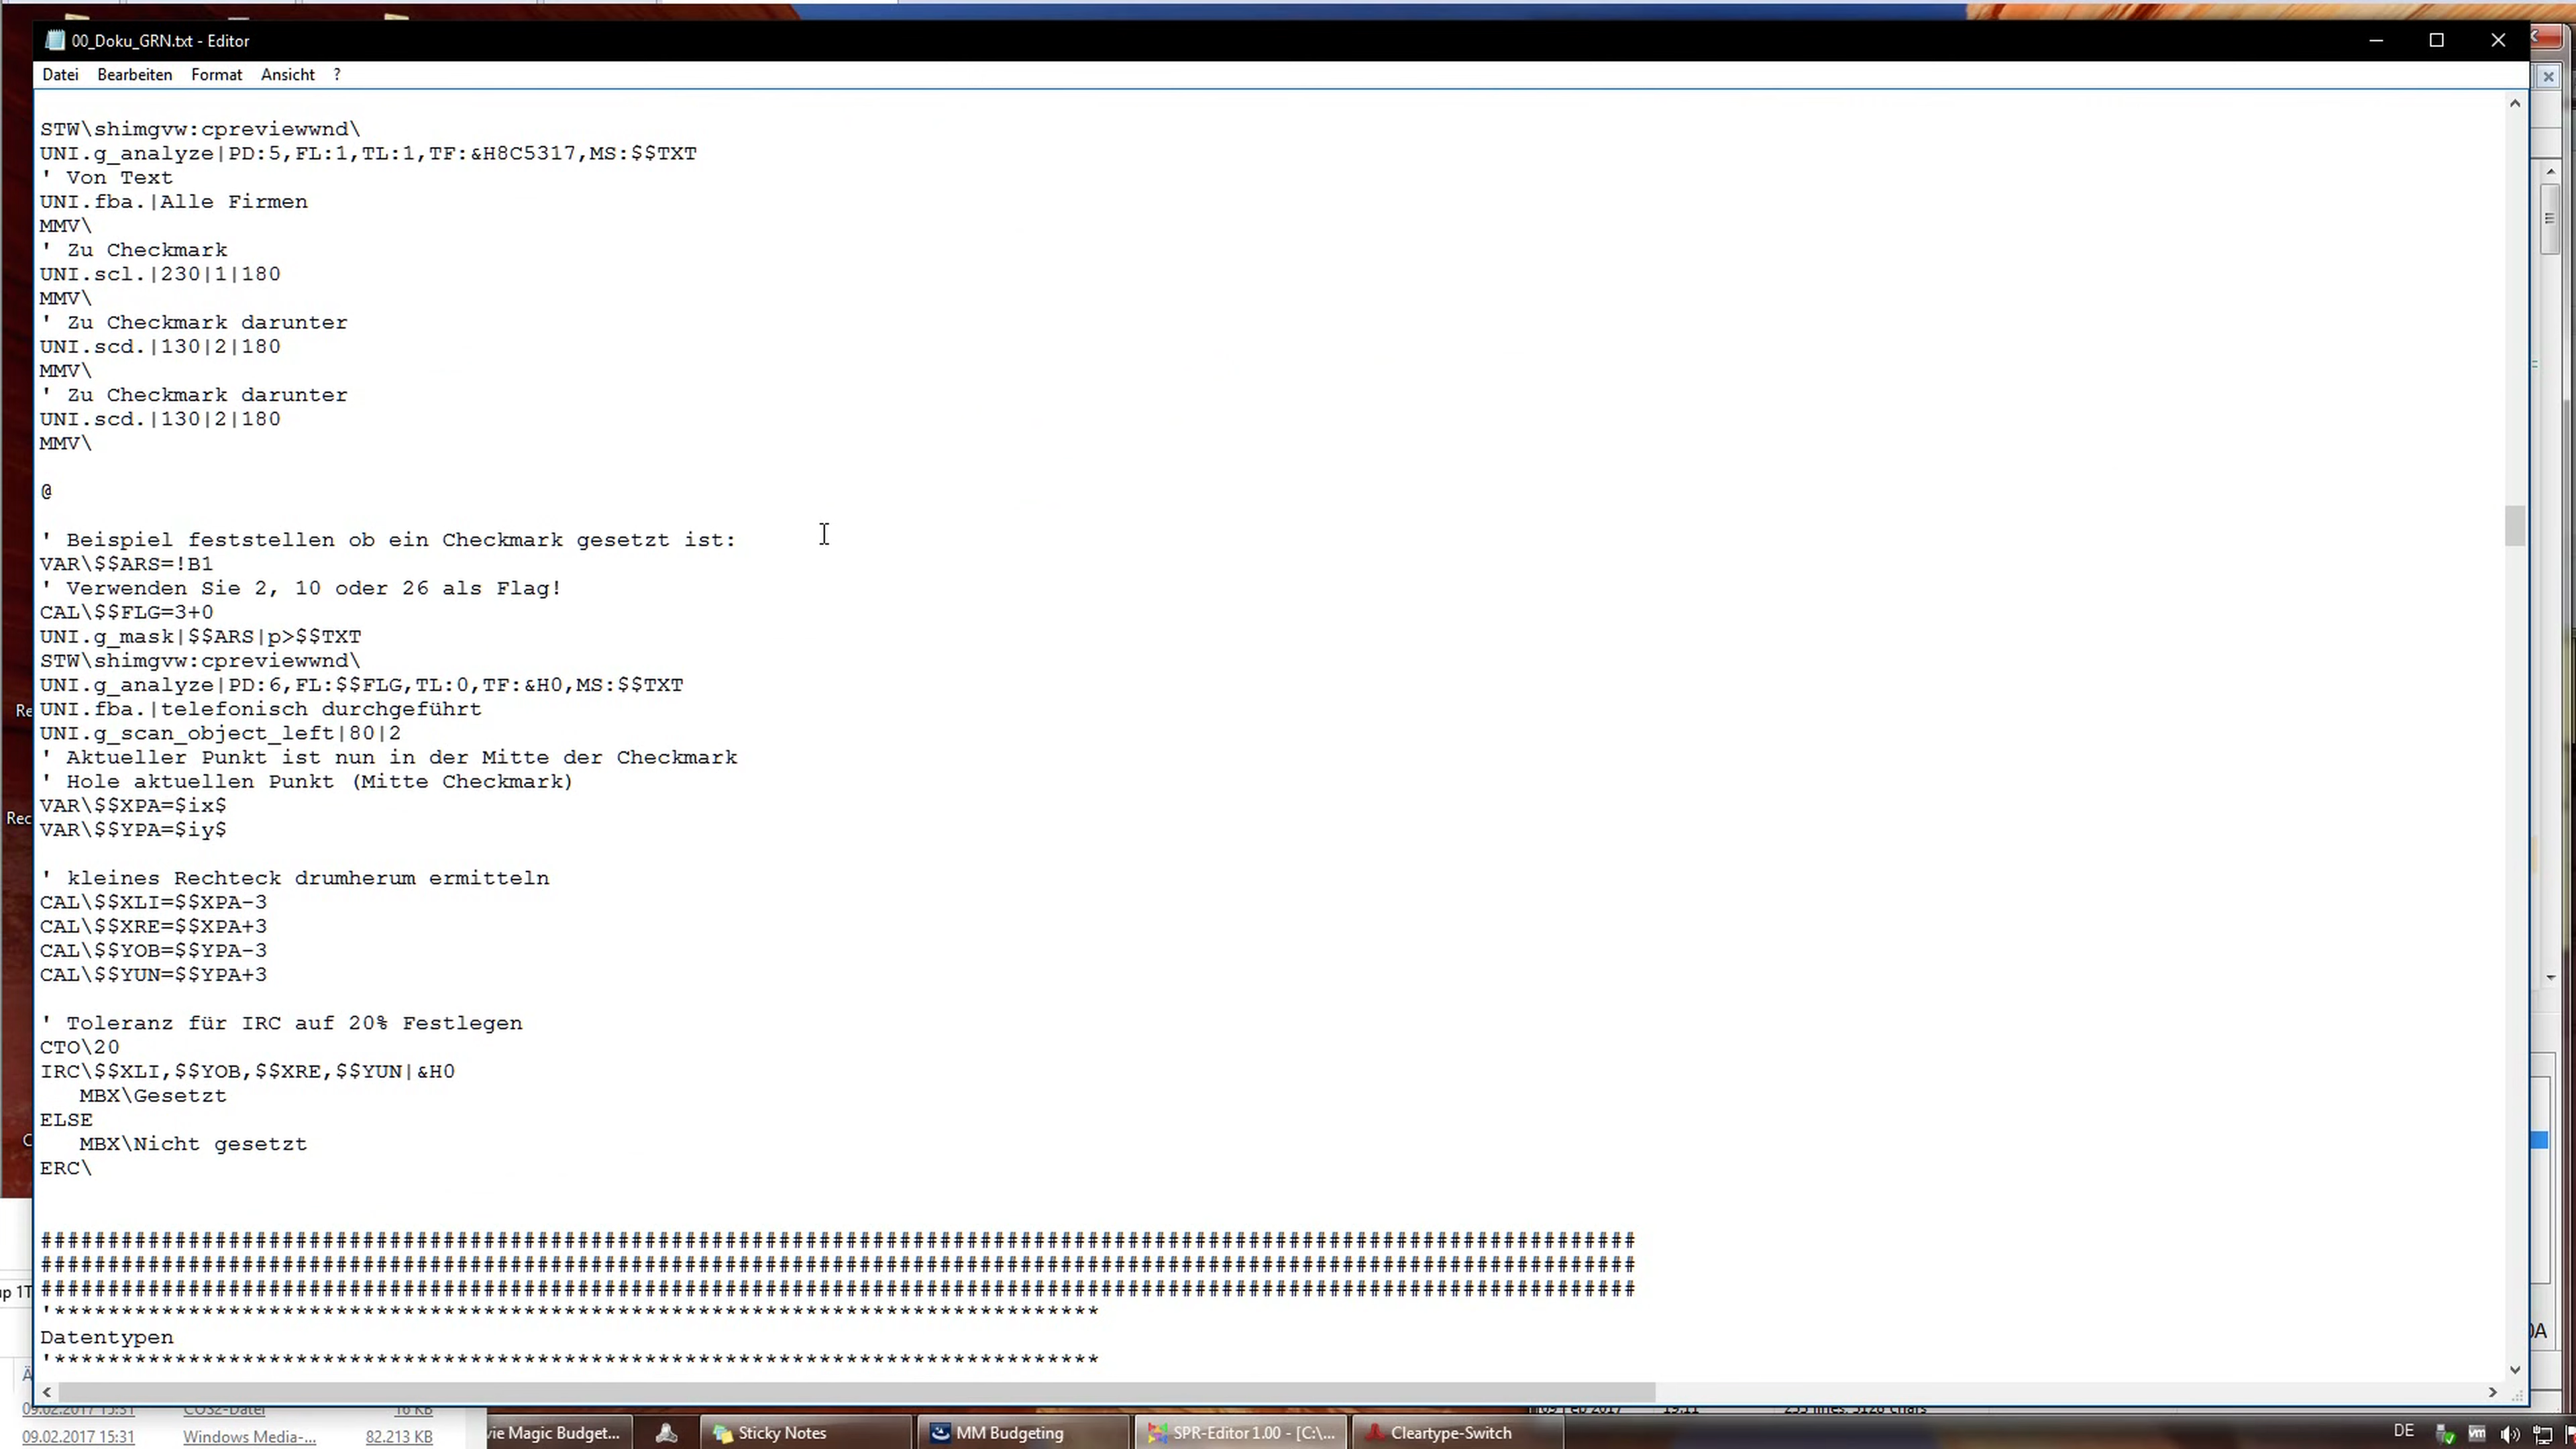 00_Doku_GRN.txt - Editor
Datei Bearbeiten Format Ansicht ?
STW\shimgvw:cpreviewwnd\
UNI.g_analyze|PD:5,FL:1,TL:1,TF:&H8C5317,MS:$$TXT
' Von Text
UNI.fba.|Alle Firmen
MMV\
' Zu Checkmark
UNI.scl.|230|1|180
MMV\
' Zu Checkmark darunter
UNI.scd.|130|2|180
MMV\
' Zu Checkmark darunter
UNI.scd.|130|2|180
MMV\
@
' Beispiel feststellen ob ein Checkmark gesetzt ist:
VAR\$$ARS=!B1
' Verwenden Sie 2, 10 oder 26 als Flag!
CAL\$$FLG=3+0
UNI.g_mask|$$ARS|p>$$TXT
STW\shimgvw:cpreviewwnd\
UNI.g_analyze|PD:6,FL:$$FLG,TL:0,TF:&H0,MS:$$TXT
UNI.fba.|telefonisch durchgeführt
UNI.g_scan_object_left|80|2
' Aktueller Punkt ist nun in der Mitte der Checkmark
' Hole aktuellen Punkt (Mitte Checkmark)
VAR\$$XPA=$ix$
VAR\$$YPA=$iy$
' kleines Rechteck drumherum ermitteln
CAL\$$XLI=$$XPA-3
CAL\$$XRE=$$XPA+3
CAL\$$YOB=$$YPA-3
CAL\$$YUN=$$YPA+3
' Toleranz für IRC auf 20% Festlegen
CTO\20
IRC\$$XLI,$$YOB,$$XRE,$$YUN|&H0
MBX\Gesetzt
ELSE
MBX\Nicht gesetzt
ERC\
#######################################################################################################################
#######################################################################################################################
#######################################################################################################################
'******************************************************************************
Datentypen
'******************************************************************************
09.02.2017 15:31 Windows Media-... 82.213 KB
vie Magic Budget... Sticky Notes MM Budgeting SPR-Editor 1.00 - [C:\... Cleartype-Switch DE